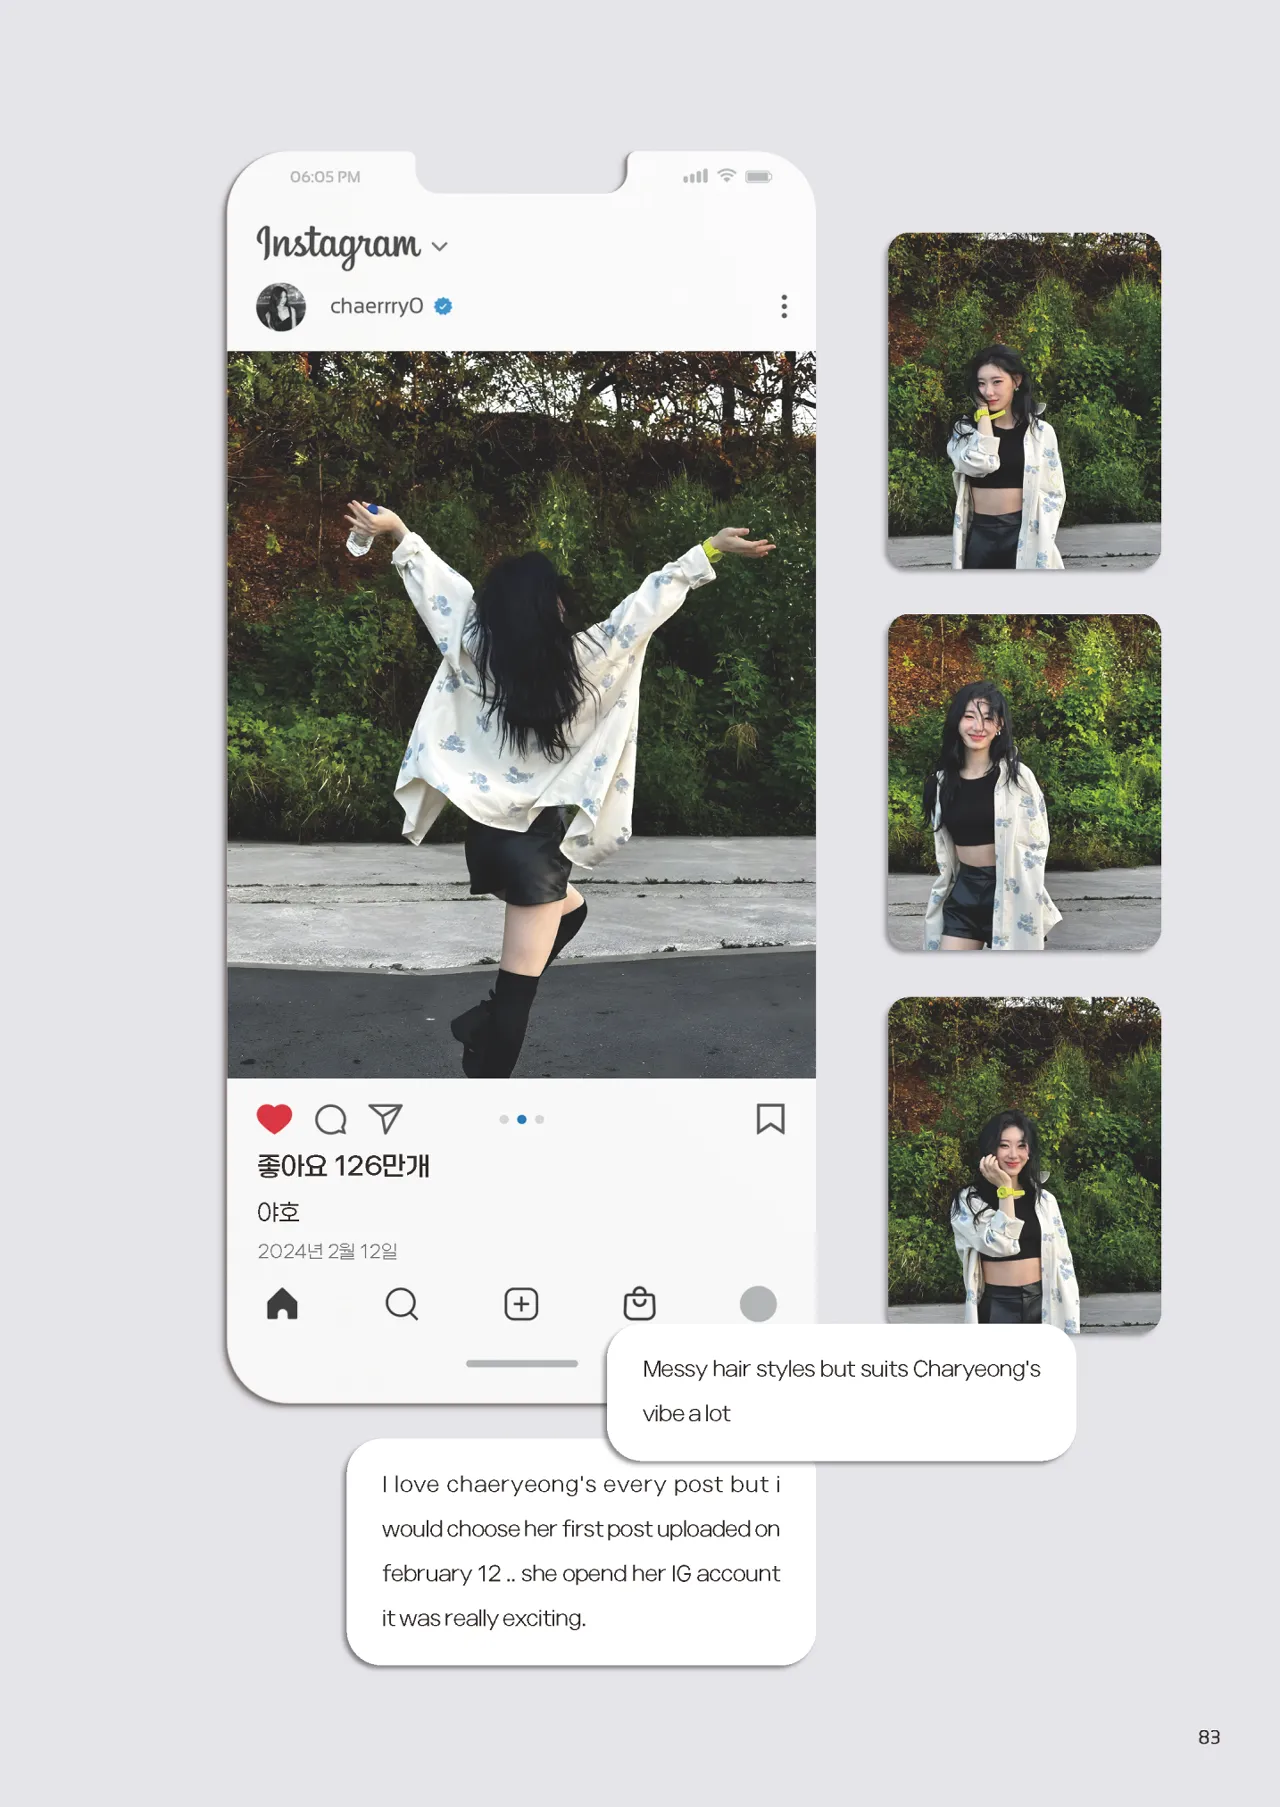 06:05 PM
Instagram
chaerrry0
좋아요 126만개
야호
2024년 2월 12일
Messy hair styles but suits Charyeong's
vibe a lot
I love chaeryeong's every post but i
would choose her first post uploaded on
february 12 .. she opend her IG account
it was really exciting.
83